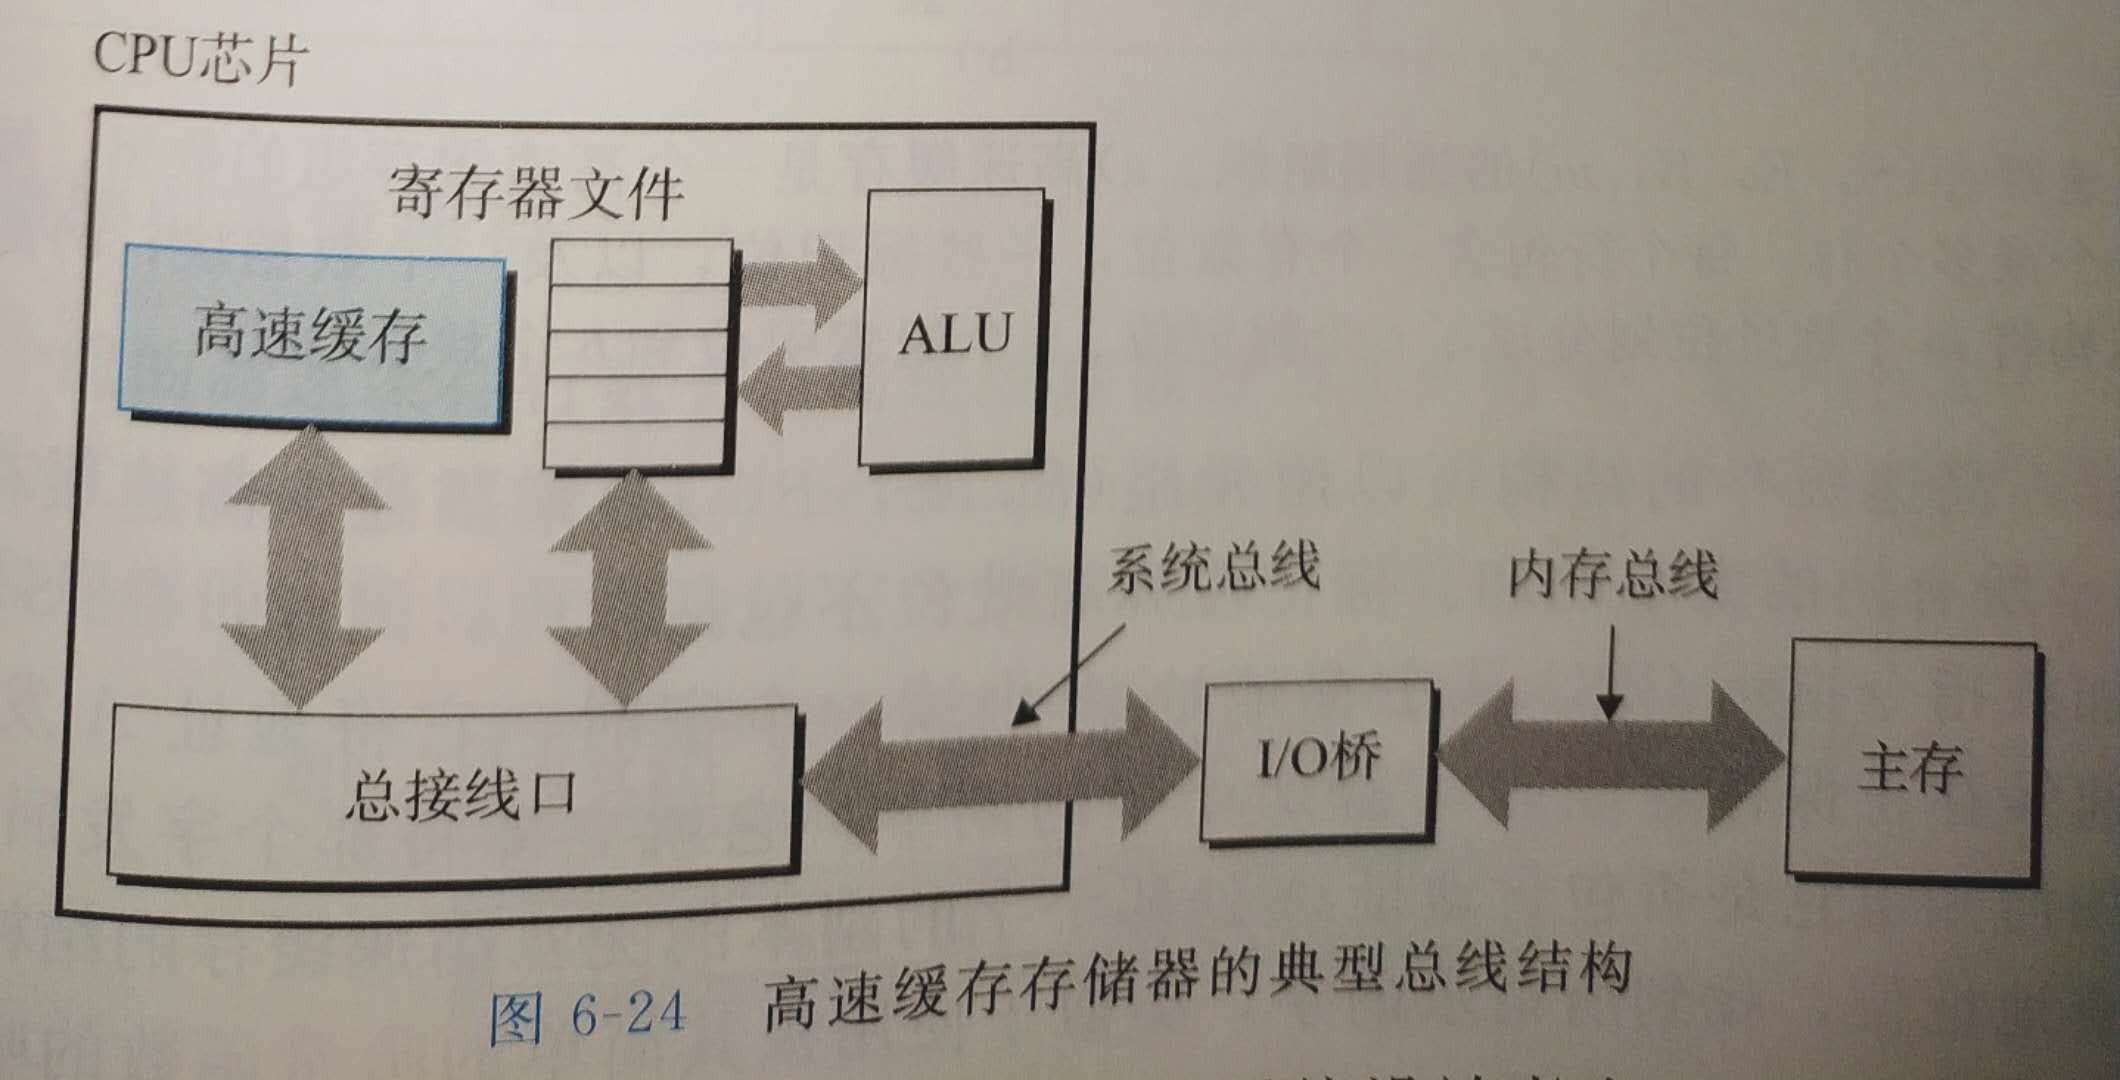 CPU芯片
寄存器文件
高速缓存
ALU
系统总线
内存总线
总接线口
I/O桥
主存
图 6-24 高速缓存存储器的典型总线结构